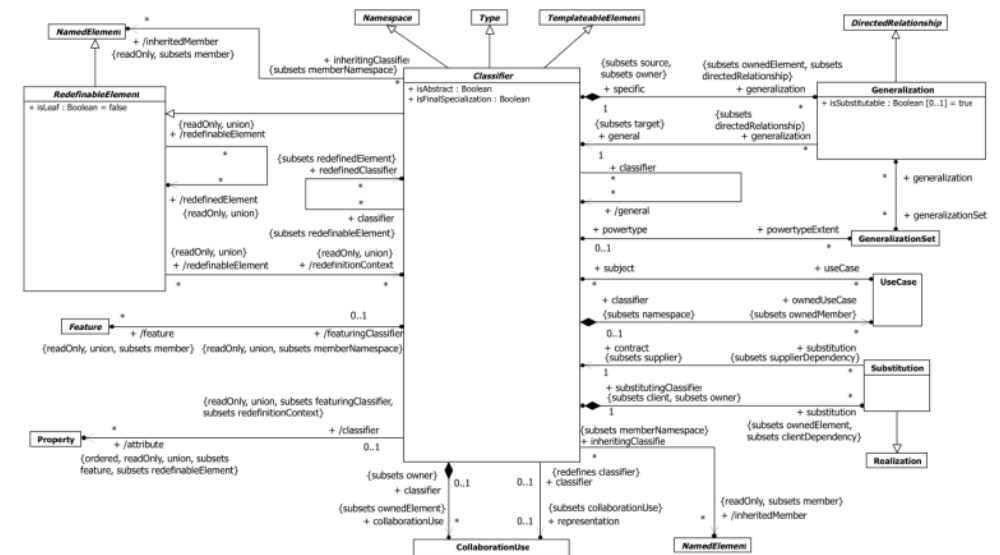 Namespace
Type
TemplateableElement
DirectedRelationship
NamedElement
*
+ /inheritedMember
{readOnly, subsets member}
+ inheritingClassifie
{subsets memberNamespace}
*
Classifier
+ isAbstract : Boolean
+ isFinalSpecialization : Boolean
{subsets source,
subsets owner}
+ specific
1
{subsets ownedElement, subsets
directedRelationship}
+ generalization
*
Generalization
+ isSubstitutable : Boolean [0..1] = true
RedefinableElement
+ isLeaf : Boolean = false
{subsets target}
+ general
1
{subsets
directedRelationship}
+ generalization
*
{readOnly, union}
+ /redefinableElement
*
*
+ /redefinedElement
{readOnly, union}
{subsets redefinedElement}
+ redefinedClassifier
*
*
+ classifier
{subsets redefinableElement}
+ classifier
*
*
+ /general
*
+ generalization
*
+ generalizationSet
+ powertype
0..1
+ powertypeExtent
*
GeneralizationSet
{readOnly, union}
+ /redefinableElement
*
{readOnly, union}
+ /redefinitionContext
*
+ subject
*
+ useCase
*
UseCase
+ classifier
{subsets namespace}
0..1
+ ownedUseCase
{subsets ownedMember}
*
Feature
*
+ /feature
{readOnly, union, subsets member}
0..1
+ /featuringClassifier
{readOnly, union, subsets memberNamespace}
+ contract
{subsets supplier}
1
+ substitution
{subsets supplierDependency}
*
Substitution
+ substitutingClassifie
{subsets client, subsets owner}
1
*
+ substitution
{subsets ownedElement,
subsets clientDependency}
Realization
{readOnly, union, subsets featuringClassifier,
subsets redefinitionContext}
+ /classifier
0..1
Property
*
+ /attribute
{ordered, readOnly, union, subsets
feature, subsets redefinableElement}
{subsets memberNamespace}
+ inheritingClassifie
*
{subsets owner}
+ classifier
0..1
{subsets ownedElement}
+ collaborationUse
*
{redefines classifier}
+ classifier
0..1
{subsets collaborationUse}
+ representation
0..1
CollaborationUse
{readOnly, subsets member}
+ /inheritedMember
*
NamedElement